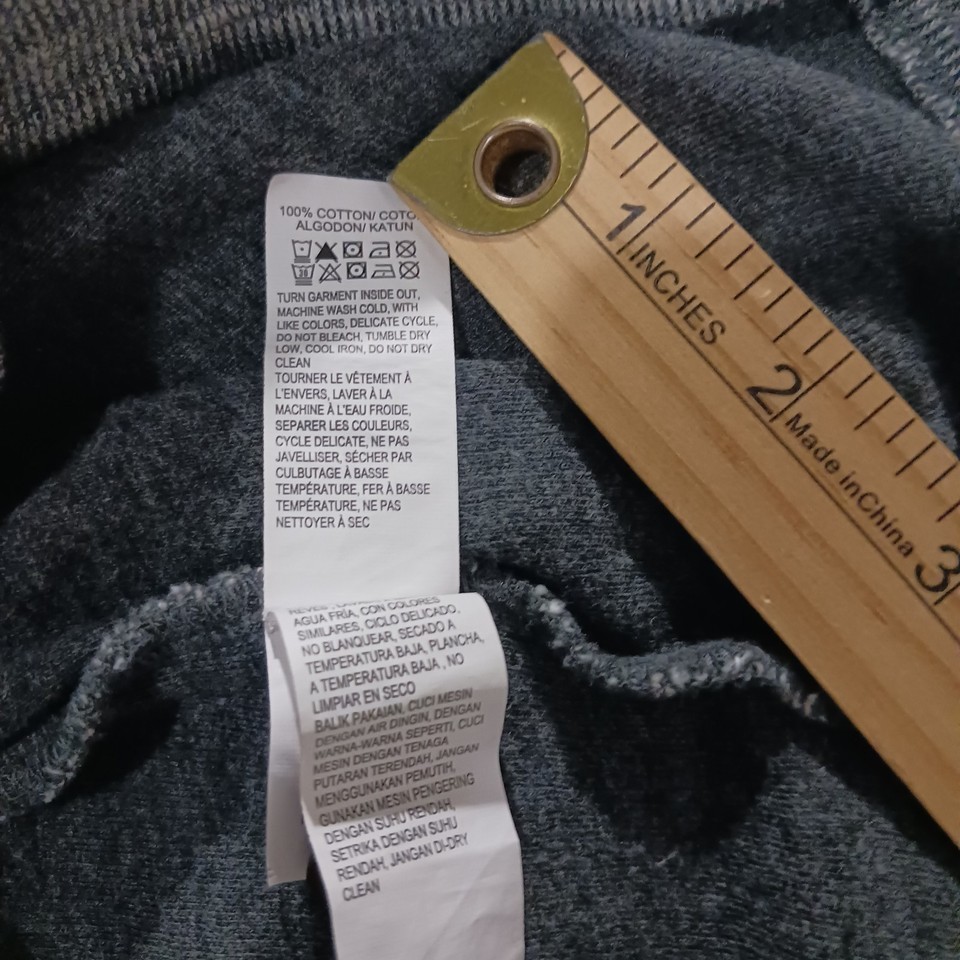 100% COTTON/ COTO
ALGODON/ KATUN
30
TURN GARMENT INSIDE OUT,
MACHINE WASH COLD, WITH
LIKE COLORS, DELICATE CYCLE,
DO NOT BLEACH, TUMBLE DRY
LOW, COOL IRON, DO NOT DRY
CLEAN
TOURNER LE VÊTEMENT À
L'ENVERS, LAVER À LA
MACHINE À L'EAU FROIDE,
SEPARER LES COULEURS,
CYCLE DELICATE, NE PAS
JAVELLISER, SÉCHER PAR
CULBUTAGE À BASSE
TEMPÉRATURE, FER À BASSE
TEMPÉRATURE, NE PAS
NETTOYER À SEC
AGUA FRÍA, CON COLORES
SIMILARES, CICLO DELICADO,
NO BLANQUEAR, SECADO A
TEMPERATURA BAJA, PLANCHA,
A TEMPERATURA BAJA , NO
LIMPIAR EN SECO
BALIK PAKAIAN, CUCI MESIN
DENGAN AIR DINGIN, DENGAN
WARNA-WARNA SEPERTI, CUCI
MESIN DENGAN TENAGA
PUTARAN TERENDAH, JANGAN
MENGGUNAKAN PEMUTIH,
GUNAKAN MESIN PENGERING
DENGAN SUHU RENDAH,
SETRIKA DENGAN SUHU
RENDAH, JANGAN DI-DRY
CLEAN
1 INCHES
2 Made inChina 3